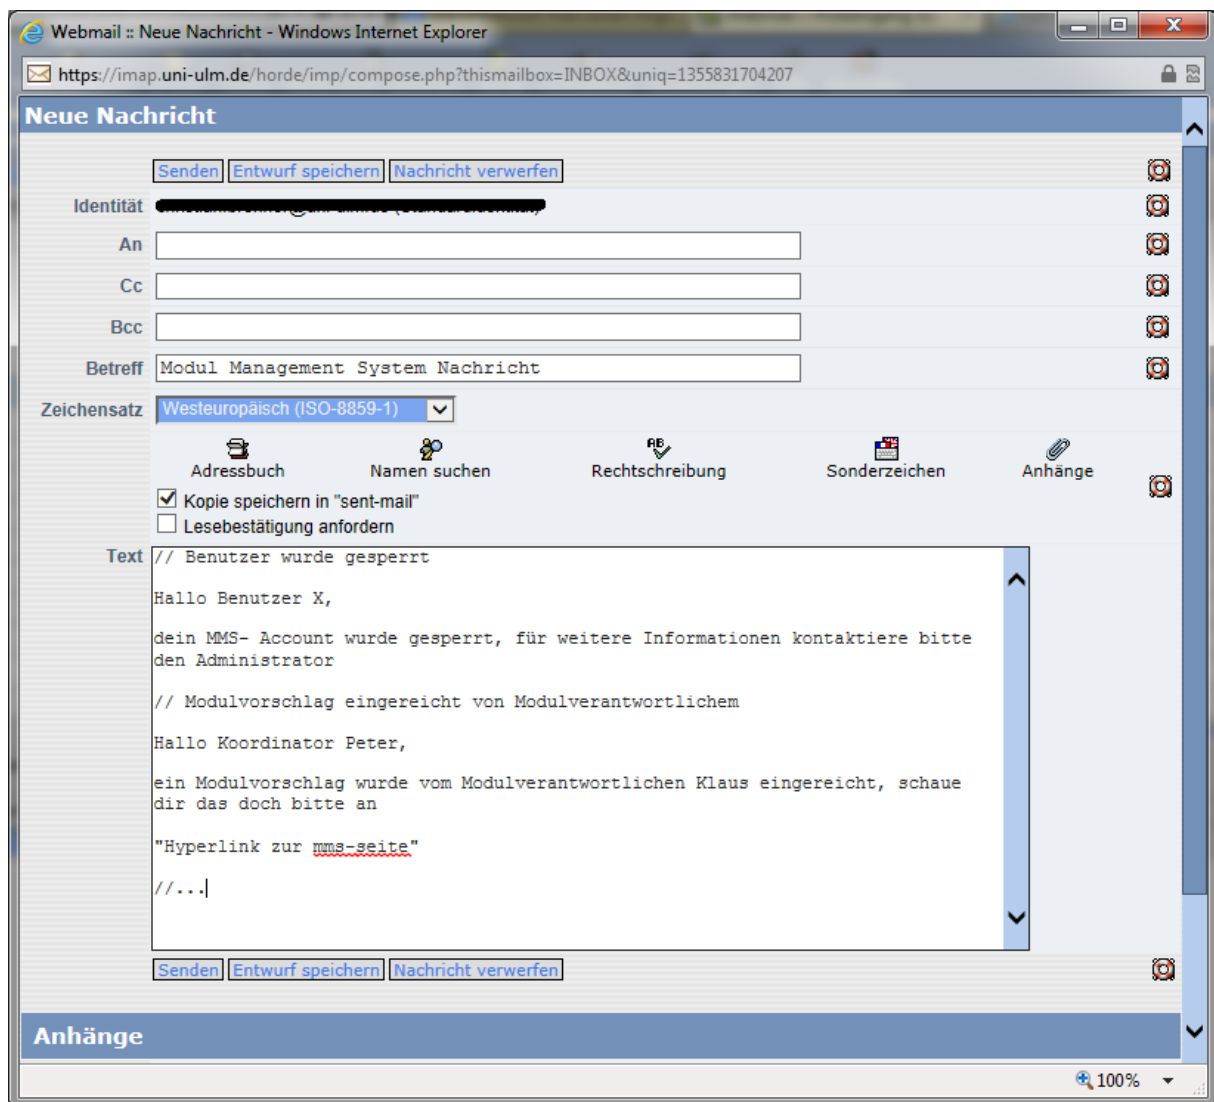 Webmail :: Neue Nachricht - Windows Internet Explorer
https://imap.uni-ulm.de/horde/imp/compose.php?thismailbox=INBOX&uniq=1355831704207
Neue Nachricht
Senden Entwurf speichern Nachricht verwerfen
Identität
An
Cc
Bcc
Betreff Modul Management System Nachricht
Zeichensatz Westeuropäisch (ISO-8859-1)
Adressbuch Namen suchen Rechtschreibung Sonderzeichen Anhänge
Kopie speichern in "sent-mail"
Lesebestätigung anfordern
Text // Benutzer wurde gesperrt
Hallo Benutzer X,
dein MMS- Account wurde gesperrt, für weitere Informationen kontaktiere bitte
den Administrator
// Modulvorschlag eingereicht von Modulverantwortlichem
Hallo Koordinator Peter,
ein Modulvorschlag wurde vom Modulverantwortlichen Klaus eingereicht, schaue
dir das doch bitte an
"Hyperlink zur mms-seite"
//...
Senden Entwurf speichern Nachricht verwerfen
Anhänge
100%